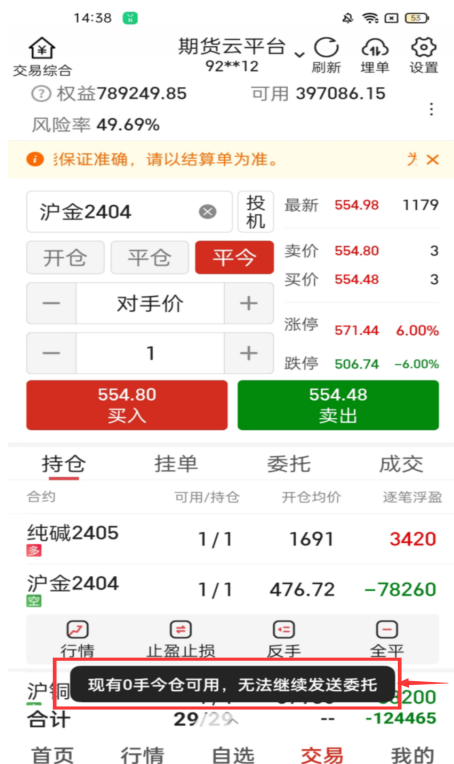 14:38
53
期货云平台
交易综合
92**12
刷新
埋单
设置
权益789249.85
可用 397086.15
风险率 49.69%
保证准确，请以结算单为准。
沪金2404
投机
最新 554.98 1179
开仓
平仓
平今
卖价 554.80 3
买价 554.48 3
对手价
涨停 571.44 6.00%
1
跌停 506.74 -6.00%
554.80
买入
554.48
卖出
持仓
挂单
委托
成交
合约
可用/持仓
开仓均价
逐笔浮盈
纯碱2405
多
1/1
1691
3420
沪金2404
空
1/1
476.72
-78260
行情
止盈止损
反手
全平
现有0手今仓可用，无法继续发送委托
沪铜
合计
29/29
--
-124465
首页
行情
自选
交易
我的